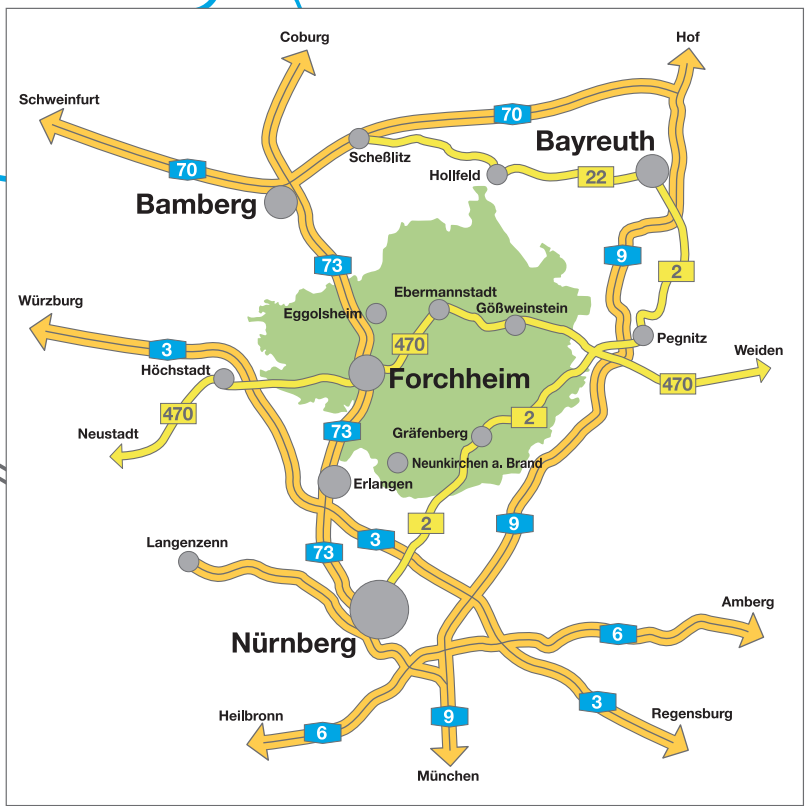 Coburg
Hof
Schweinfurt
70
Bayreuth
Scheßlitz
70
Hollfeld
22
Bamberg
9
73
2
Ebermannstadt
Würzburg
Eggolsheim
Gößweinstein
Pegnitz
3
470
Weiden
Höchstadt
Forchheim
470
470
2
Neustadt
73
Gräfenberg
Neunkirchen a. Brand
Erlangen
2
9
Langenzenn
3
73
Amberg
6
Nürnberg
3
Heilbronn
9
Regensburg
6
München